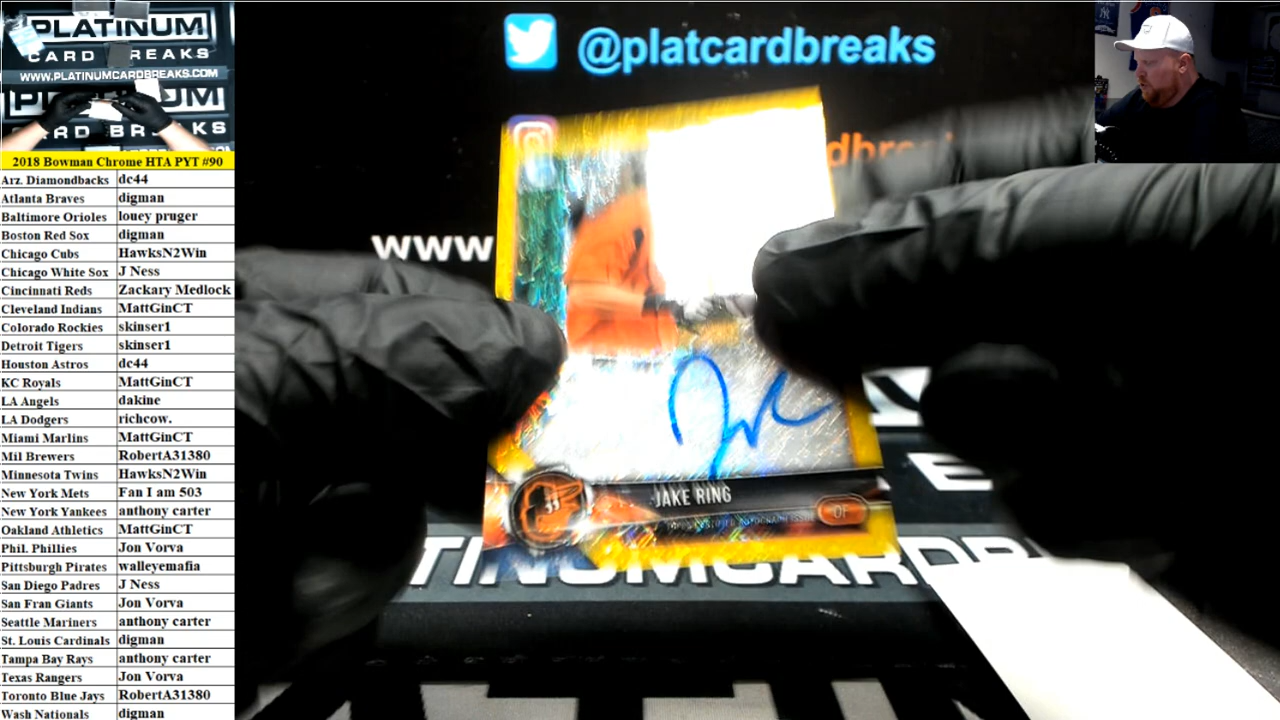 PLATINUM
CARD BREAKS
WWW.PLATINUMCARDBREAKS.COM
@platcardbreaks
www
2018 Bowman Chrome HTA PYT #90
Arz. Diamondbacks dc44
Atlanta Braves digman
Baltimore Orioles louey pruger
Boston Red Sox digman
Chicago Cubs HawksN2Win
Chicago White Sox J Ness
Cincinnati Reds Zackary Medlock
Cleveland Indians MattGinCT
Colorado Rockies skinser1
Detroit Tigers skinser1
Houston Astros dc44
KC Royals MattGinCT
LA Angels dakine
LA Dodgers richcow.
Miami Marlins MattGinCT
Mil Brewers RobertA31380
Minnesota Twins HawksN2Win
New York Mets Fan I am 503
New York Yankees anthony carter
Oakland Athletics MattGinCT
Phil. Phillies Jon Vorva
Pittsburgh Pirates walleyemafia
San Diego Padres J Ness
San Fran Giants Jon Vorva
Seattle Mariners anthony carter
St. Louis Cardinals digman
Tampa Bay Rays anthony carter
Texas Rangers Jon Vorva
Toronto Blue Jays RobertA31380
Wash Nationals digman
JAKE RING
OF
TINUMCARDBR